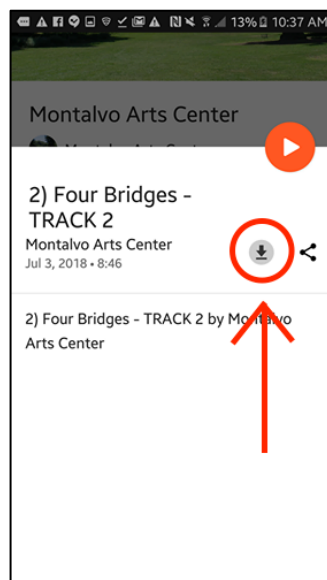 13% 10:37 AM
Montalvo Arts Center
2) Four Bridges -
TRACK 2
Montalvo Arts Center
Jul 3, 2018 • 8:46
2) Four Bridges - TRACK 2 by Montalvo
Arts Center